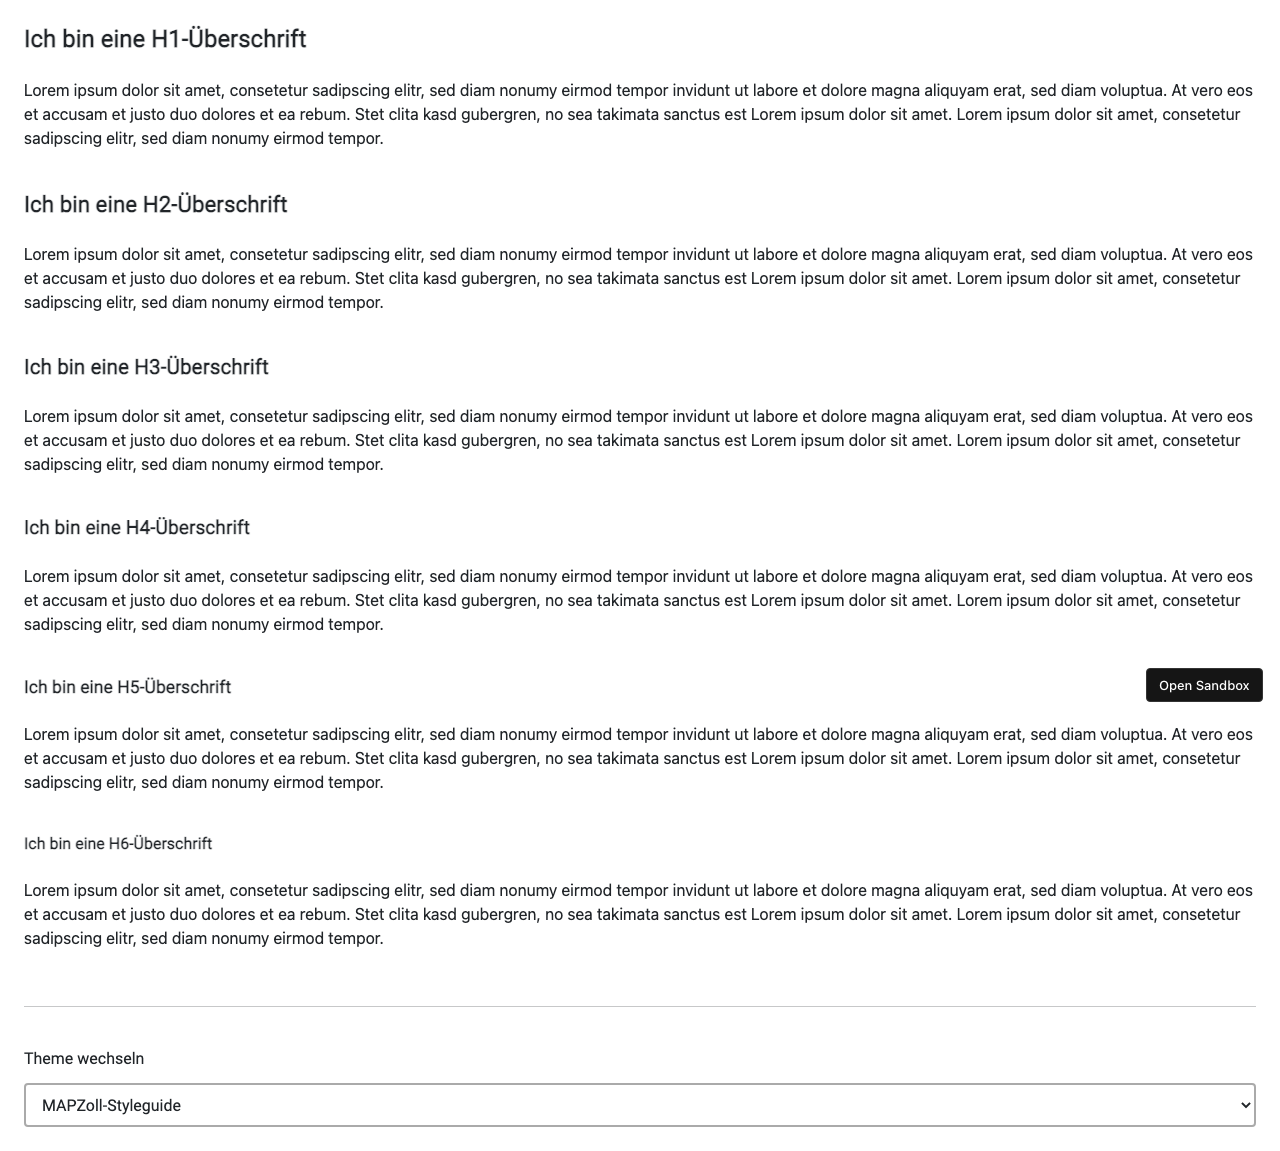 Ich bin eine H1-Überschrift
Lorem ipsum dolor sit amet, consetetur sadipscing elitr, sed diam nonumy eirmod tempor invidunt ut labore et dolore magna aliquyam erat, sed diam voluptua. At vero eos
et accusam et justo duo dolores et ea rebum. Stet clita kasd gubergren, no sea takimata sanctus est Lorem ipsum dolor sit amet. Lorem ipsum dolor sit amet, consetetur
sadipscing elitr, sed diam nonumy eirmod tempor.
Ich bin eine H2-Überschrift
Lorem ipsum dolor sit amet, consetetur sadipscing elitr, sed diam nonumy eirmod tempor invidunt ut labore et dolore magna aliquyam erat, sed diam voluptua. At vero eos
et accusam et justo duo dolores et ea rebum. Stet clita kasd gubergren, no sea takimata sanctus est Lorem ipsum dolor sit amet. Lorem ipsum dolor sit amet, consetetur
sadipscing elitr, sed diam nonumy eirmod tempor.
Ich bin eine H3-Überschrift
Lorem ipsum dolor sit amet, consetetur sadipscing elitr, sed diam nonumy eirmod tempor invidunt ut labore et dolore magna aliquyam erat, sed diam voluptua. At vero eos
et accusam et justo duo dolores et ea rebum. Stet clita kasd gubergren, no sea takimata sanctus est Lorem ipsum dolor sit amet. Lorem ipsum dolor sit amet, consetetur
sadipscing elitr, sed diam nonumy eirmod tempor.
Ich bin eine H4-Überschrift
Lorem ipsum dolor sit amet, consetetur sadipscing elitr, sed diam nonumy eirmod tempor invidunt ut labore et dolore magna aliquyam erat, sed diam voluptua. At vero eos
et accusam et justo duo dolores et ea rebum. Stet clita kasd gubergren, no sea takimata sanctus est Lorem ipsum dolor sit amet. Lorem ipsum dolor sit amet, consetetur
sadipscing elitr, sed diam nonumy eirmod tempor.
Ich bin eine H5-Überschrift
Open Sandbox
Lorem ipsum dolor sit amet, consetetur sadipscing elitr, sed diam nonumy eirmod tempor invidunt ut labore et dolore magna aliquyam erat, sed diam voluptua. At vero eos
et accusam et justo duo dolores et ea rebum. Stet clita kasd gubergren, no sea takimata sanctus est Lorem ipsum dolor sit amet. Lorem ipsum dolor sit amet, consetetur
sadipscing elitr, sed diam nonumy eirmod tempor.
Ich bin eine H6-Überschrift
Lorem ipsum dolor sit amet, consetetur sadipscing elitr, sed diam nonumy eirmod tempor invidunt ut labore et dolore magna aliquyam erat, sed diam voluptua. At vero eos
et accusam et justo duo dolores et ea rebum. Stet clita kasd gubergren, no sea takimata sanctus est Lorem ipsum dolor sit amet. Lorem ipsum dolor sit amet, consetetur
sadipscing elitr, sed diam nonumy eirmod tempor.
Theme wechseln
MAPZoll-Styleguide